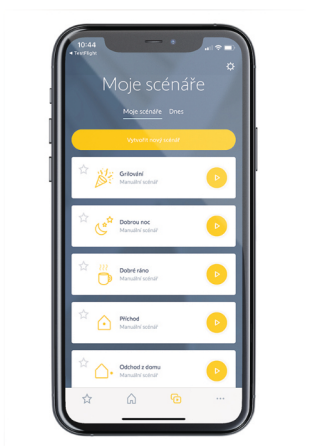 10:44
TestFlight
Moje scénáře
Moje scénáře Dnes
Vytvořit nový scénář
Grilování
Manuální scénář
Dobrou noc
Manuální scénář
Dobré ráno
Manuální scénář
Příchod
Manuální scénář
Odchod z domu
Manuální scénář